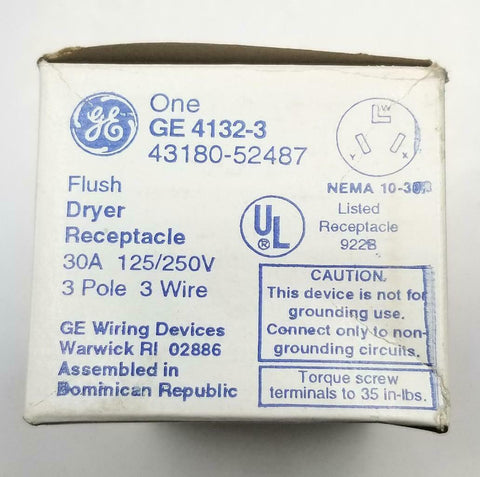 GE
One
GE 4132-3
43180-52487
Flush
Dryer
Receptacle
30A 125/250V
3 Pole 3 Wire
GE Wiring Devices
Warwick RI 02886
Assembled in
Dominican Republic
W
Y
X
NEMA 10-30R
UL
®
Listed
Receptacle
922B
CAUTION.
This device is not for
grounding use.
Connect only to non-
grounding circuits.
Torque screw
terminals to 35 in-lbs.